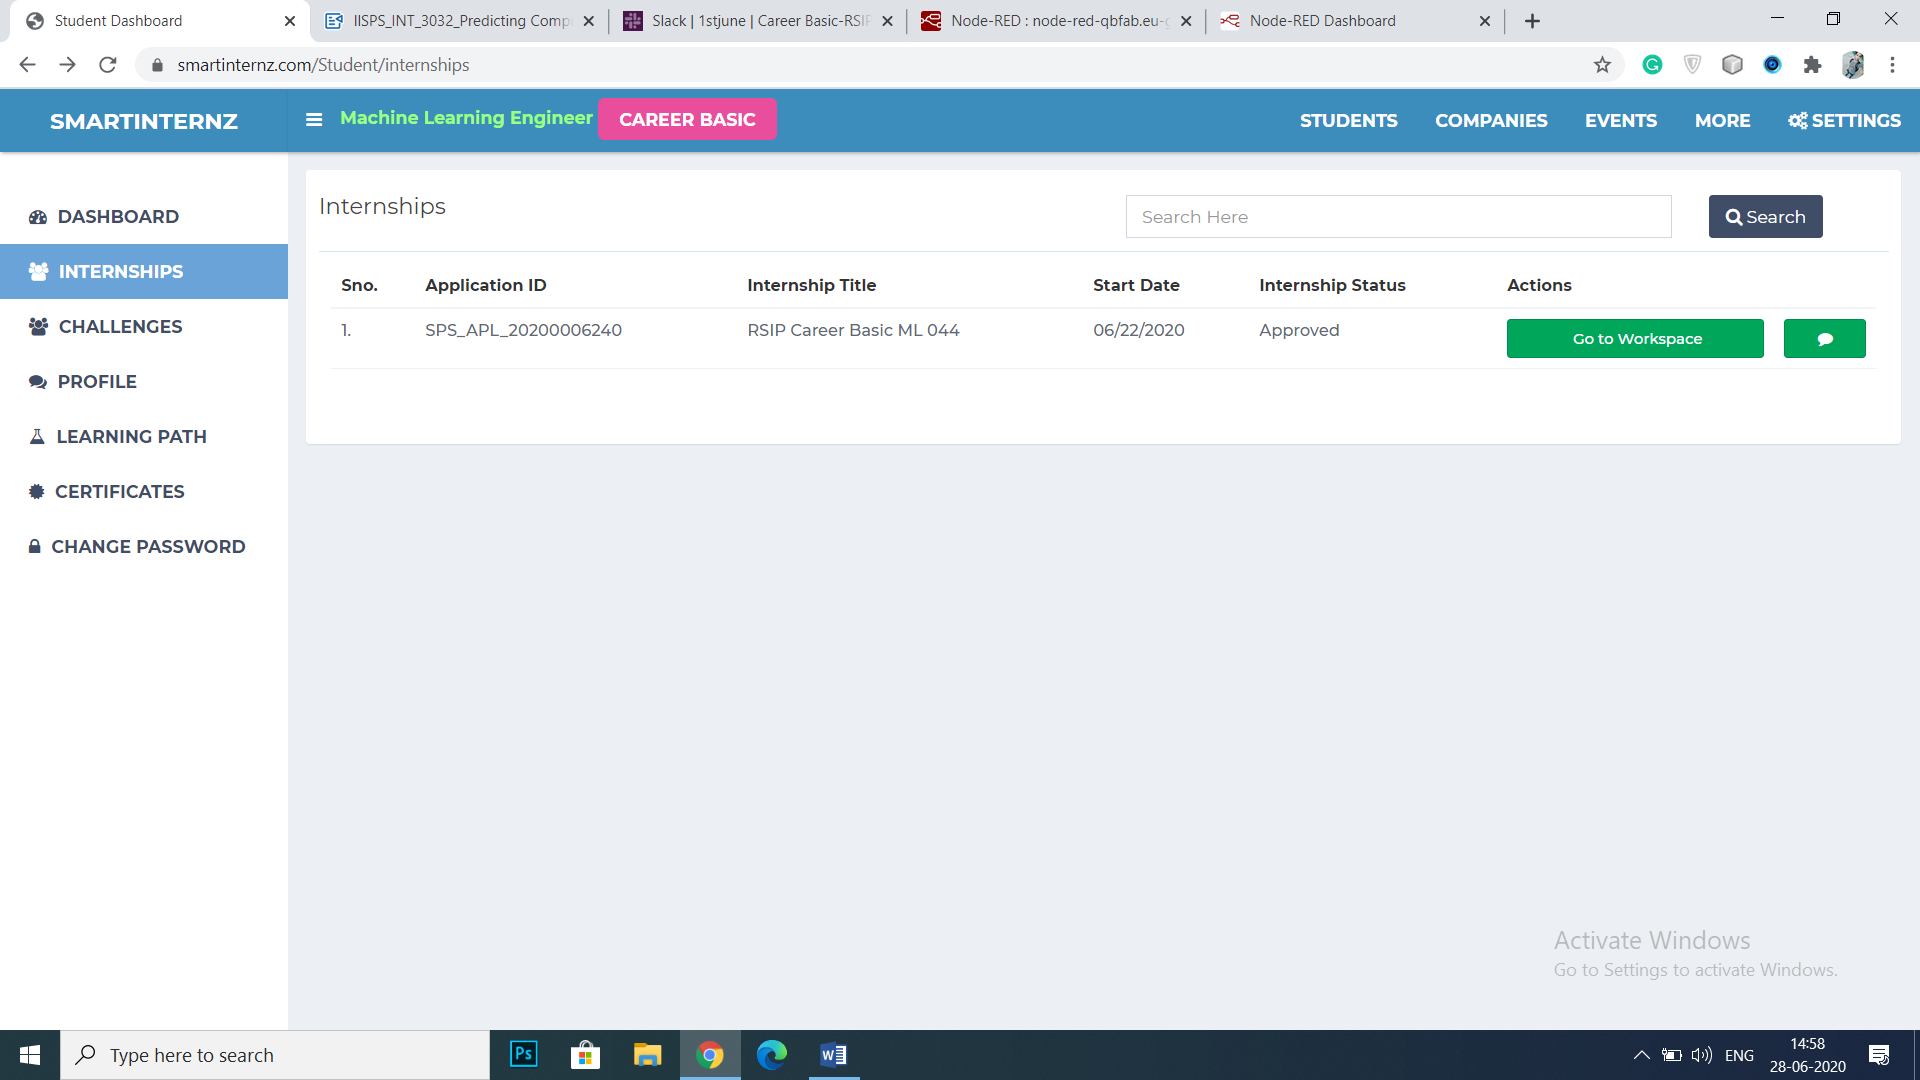 Student Dashboard
IISPS_INT_3032_Predicting Comp
Slack | 1stjune | Career Basic-RSIP
Node-RED : node-red-qbfab.eu-g
Node-RED Dashboard
smartinternz.com/Student/internships
SMARTINTERNZ
Machine Learning Engineer
CAREER BASIC
STUDENTS
COMPANIES
EVENTS
MORE
SETTINGS
DASHBOARD
INTERNSHIPS
CHALLENGES
PROFILE
LEARNING PATH
CERTIFICATES
CHANGE PASSWORD
Internships
Search Here
Search
Sno. Application ID Internship Title Start Date Internship Status Actions
1. SPS_APL_20200006240 RSIP Career Basic ML 044 06/22/2020 Approved Go to Workspace
Activate Windows
Go to Settings to activate Windows.
Type here to search
Ps
ENG
14:58
28-06-2020